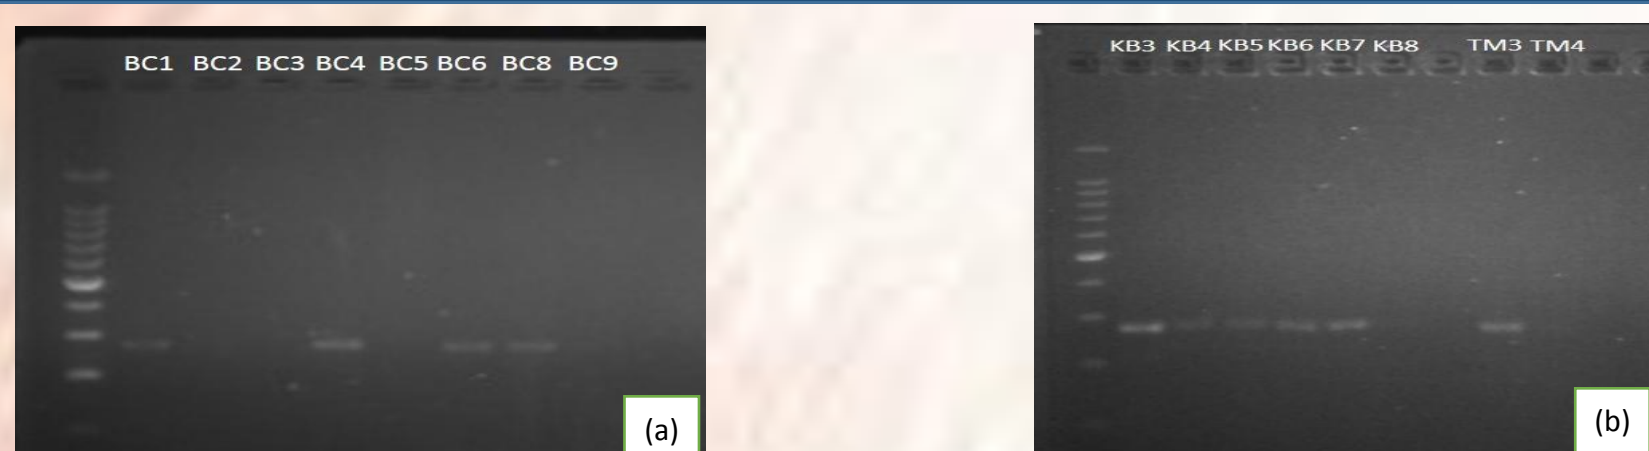 BC1 BC2 BC3 BC4 BC5 BC6 BC8 BC9
(a)
KB3 KB4 KB5 KB6 KB7 KB8 TM3 TM4
(b)